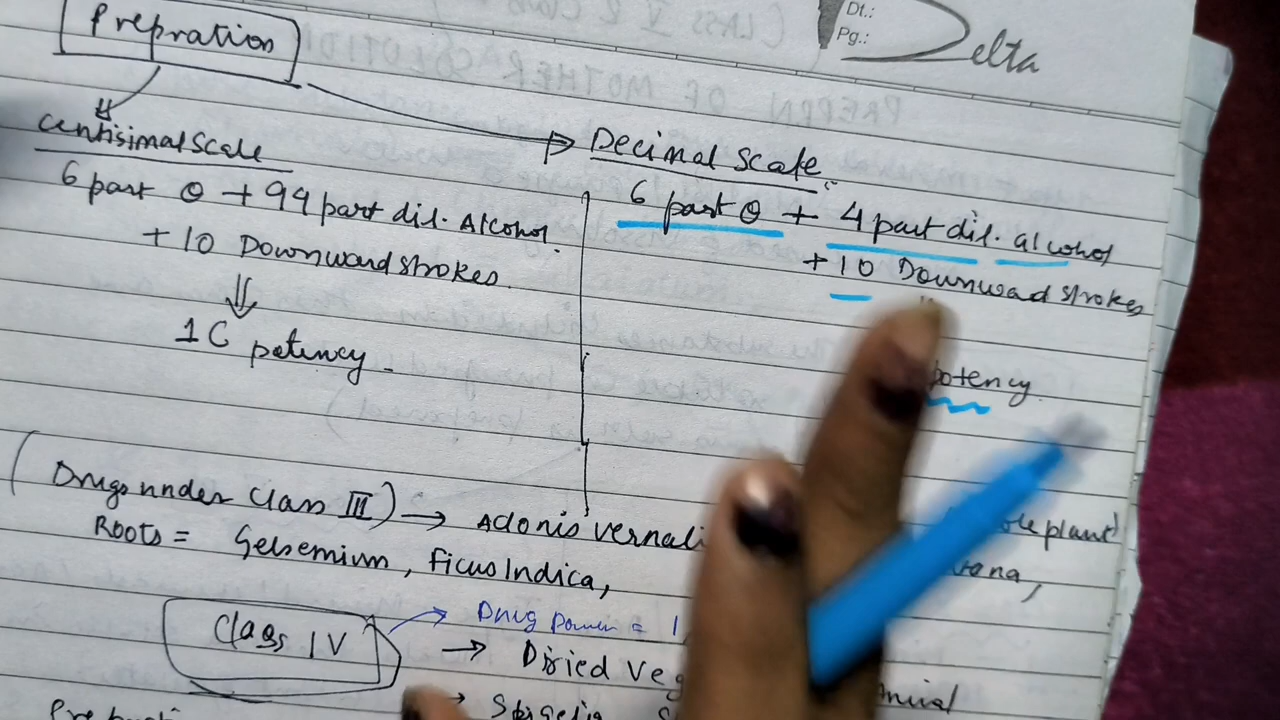 Dt.:
Pg.:
Delta
Prepration
Centisimal Scale
6 part θ + 99 part dil. Alcohol.
+ 10 Downward strokes.
1C potency.
Decimal Scale
6 part θ + 4 part dil. alcohol
+ 10 Downward strokes
potency.
(Drugs under Class III) → Adonis Vernali
Roots = Gelsemium, Ficus Indica,
Class IV
Drug power = 1
→ Diried Veg